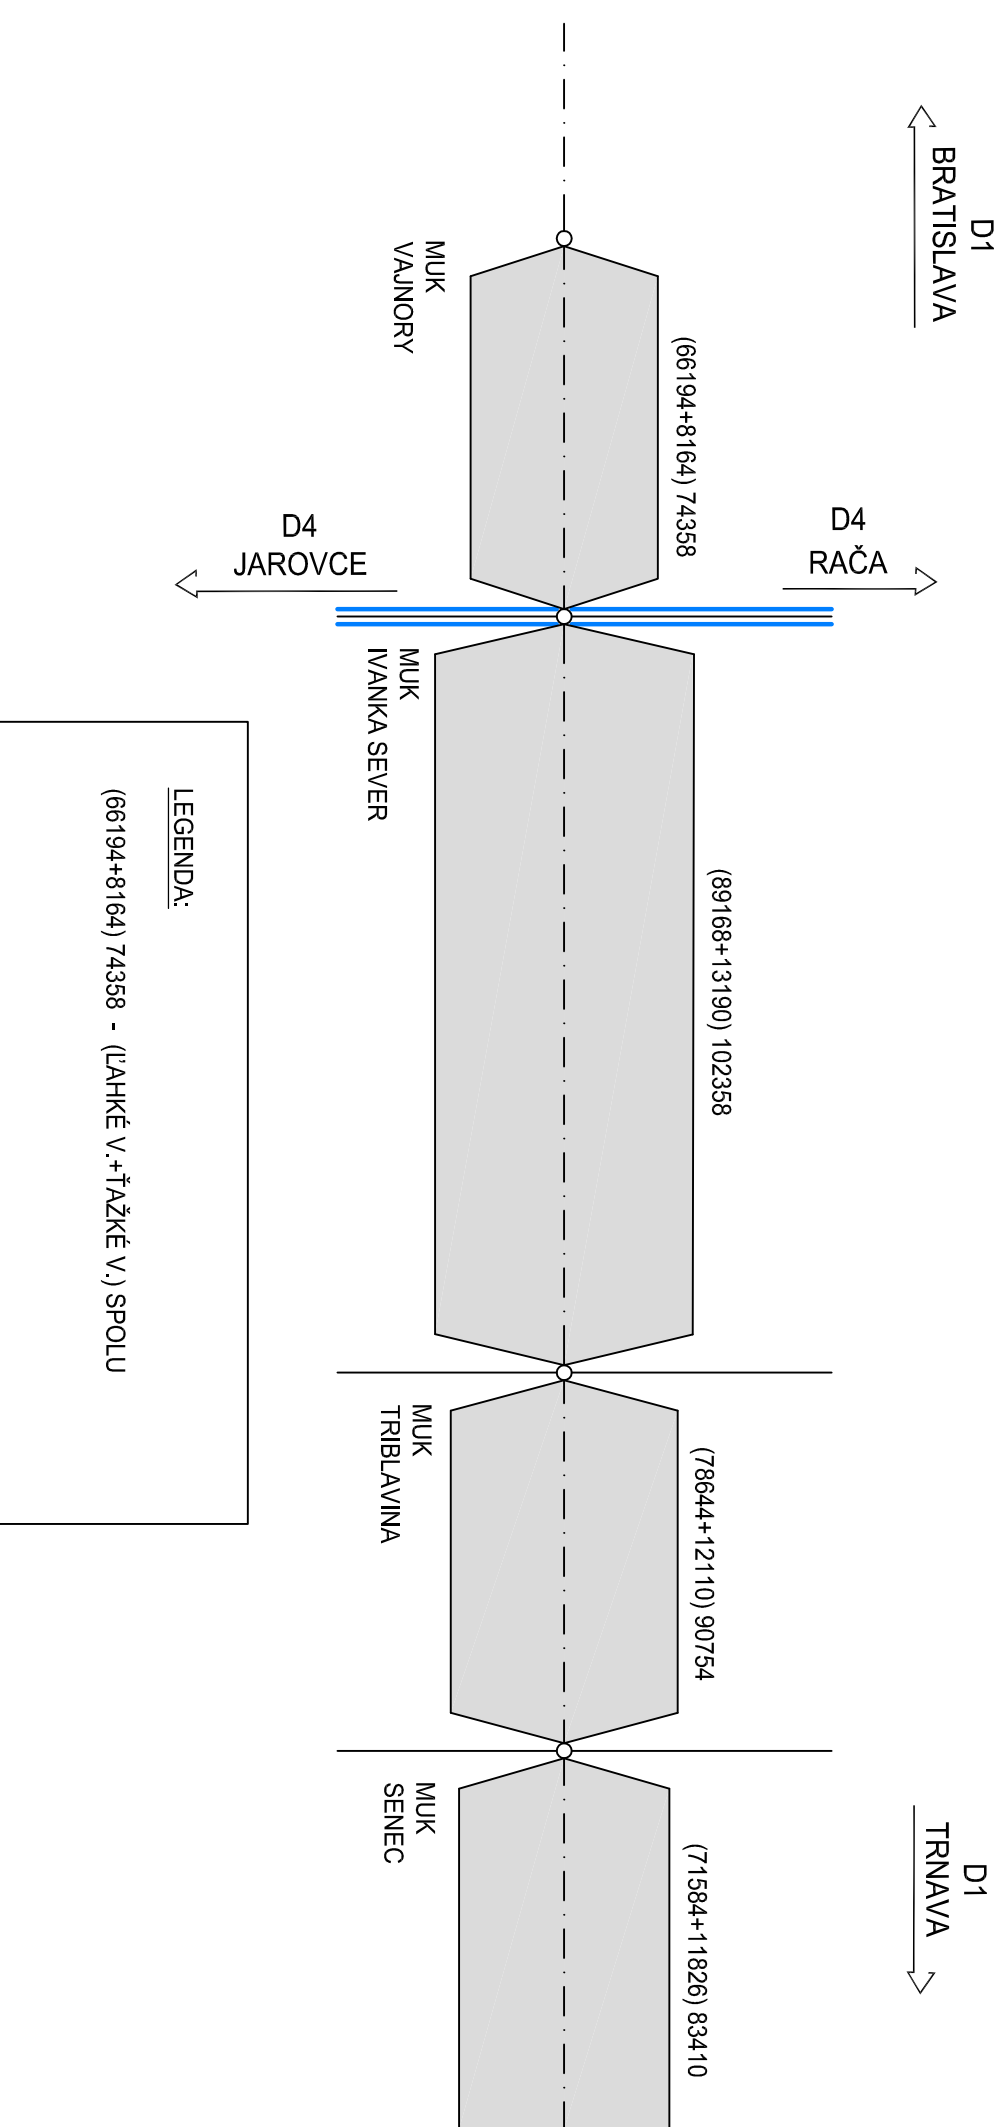 D1
BRATISLAVA
D1
TRNAVA
D4
RAČA
D4
JAROVCE
(66194+8164) 74358
(89168+13190) 102358
(78644+12110) 90754
(71584+11826) 83410
MUK
VAJNORY
MUK
IVANKA SEVER
MUK
TRIBLAVINA
MUK
SENEC
LEGENDA:
(66194+8164) 74358 - (ĽAHKÉ V.+ŤAŽKÉ V.) SPOLU